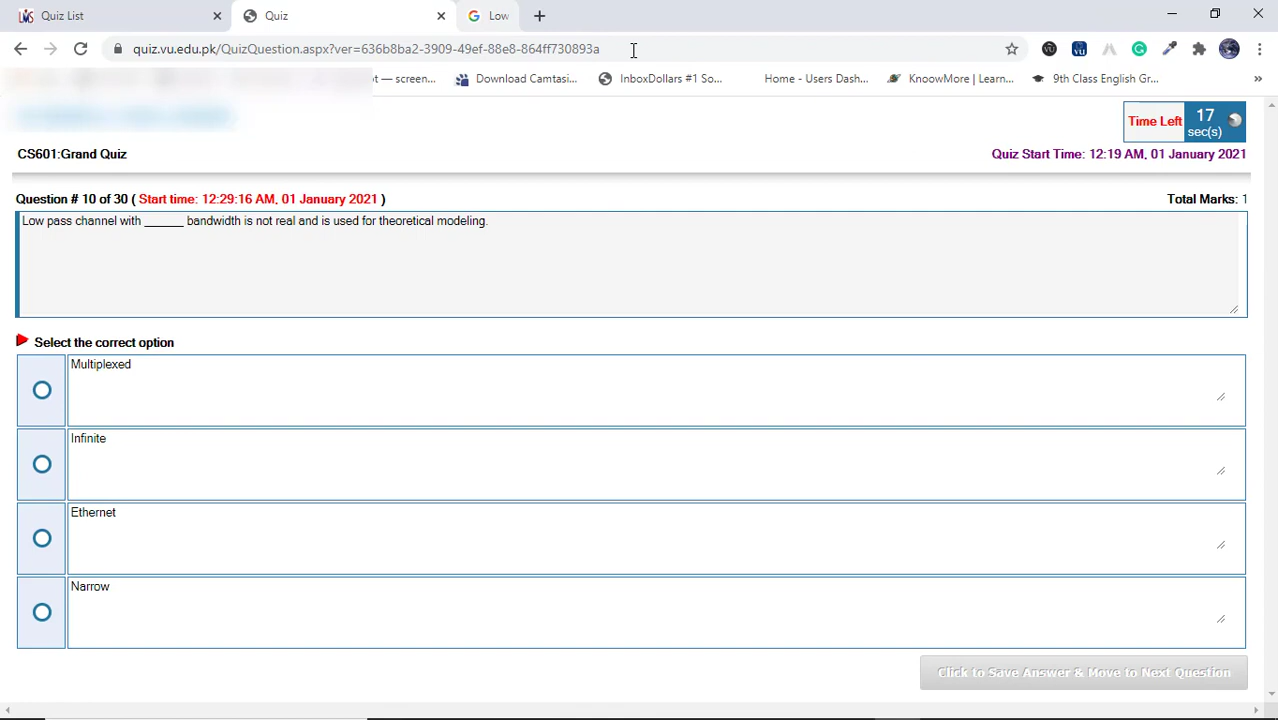 Quiz List
Quiz
Low
quiz.vu.edu.pk/QuizQuestion.aspx?ver=636b8ba2-3909-49ef-88e8-864ff730893a
t — screen...
Download Camtasi...
InboxDollars #1 So...
Home - Users Dash...
KnoowMore | Learn...
9th Class English Gr...
»
Time Left 17 sec(s)
CS601:Grand Quiz
Quiz Start Time: 12:19 AM, 01 January 2021
Question # 10 of 30 ( Start time: 12:29:16 AM, 01 January 2021 )
Total Marks: 1
Low pass channel with ______ bandwidth is not real and is used for theoretical modeling.
Select the correct option
Multiplexed
Infinite
Ethernet
Narrow
Click to Save Answer & Move to Next Question